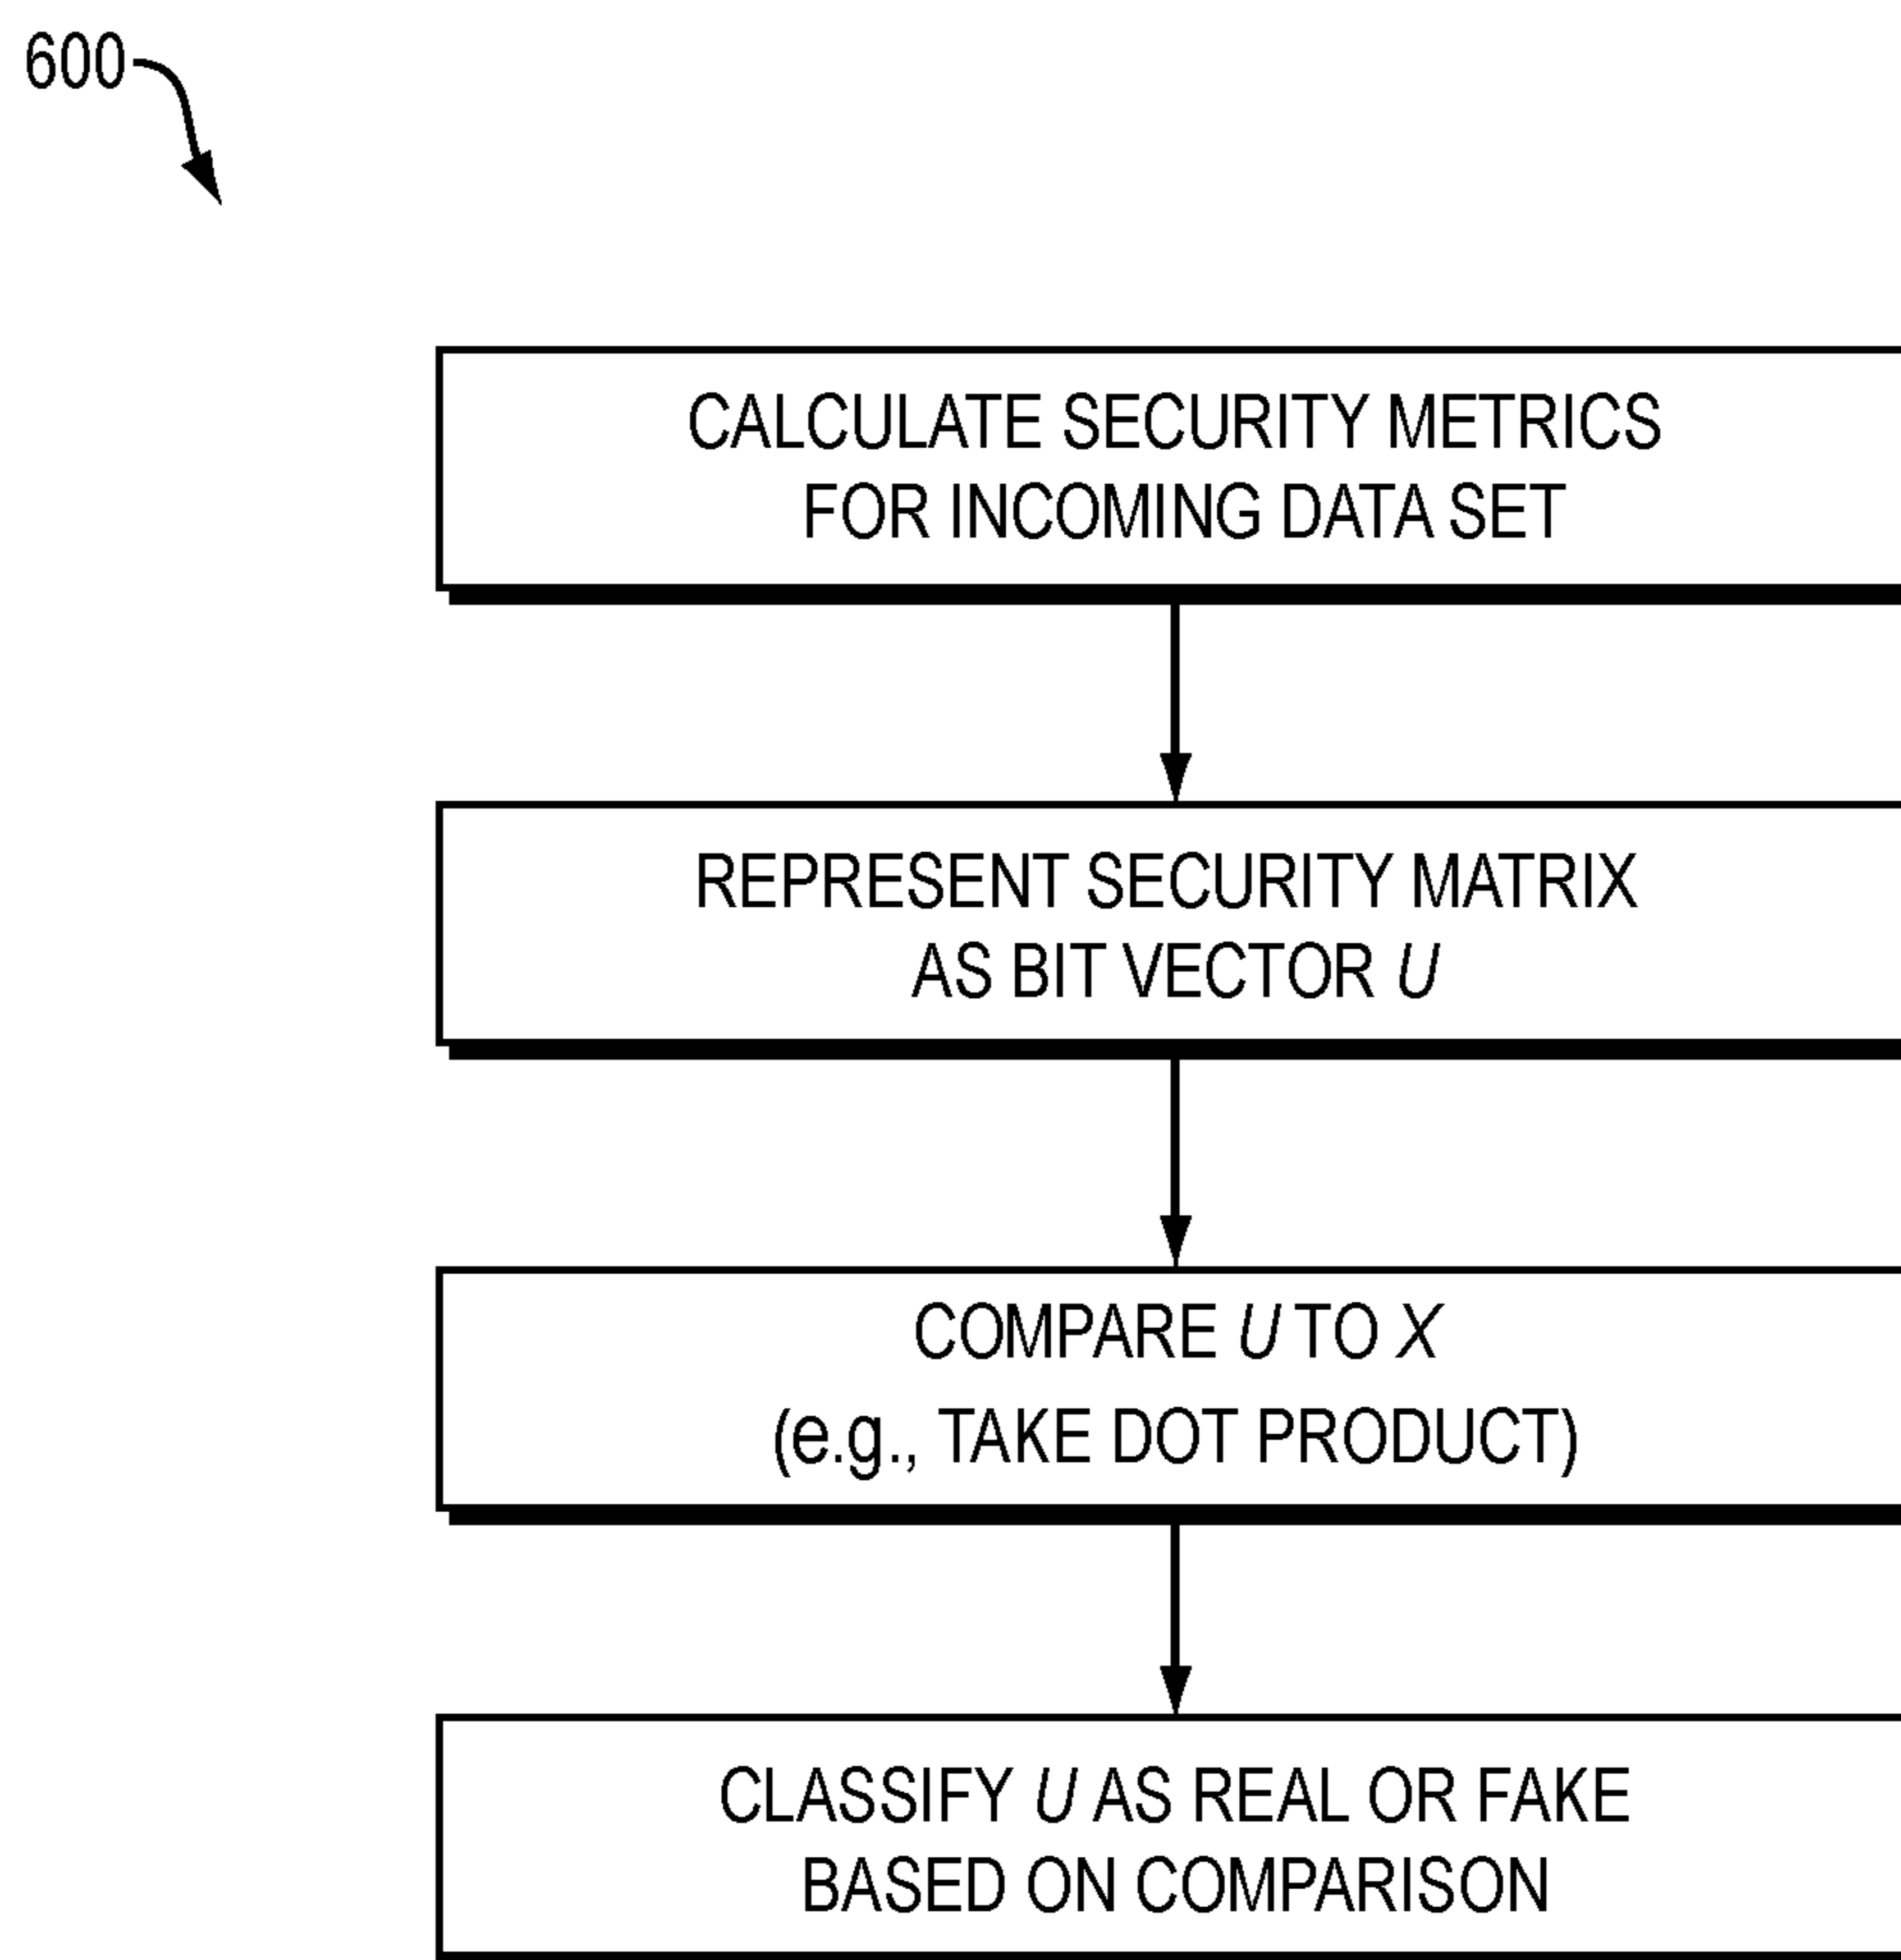 600
CALCULATE SECURITY METRICS
FOR INCOMING DATA SET
REPRESENT SECURITY MATRIX
AS BIT VECTOR U
COMPARE U TO X
(e.g., TAKE DOT PRODUCT)
CLASSIFY U AS REAL OR FAKE
BASED ON COMPARISON